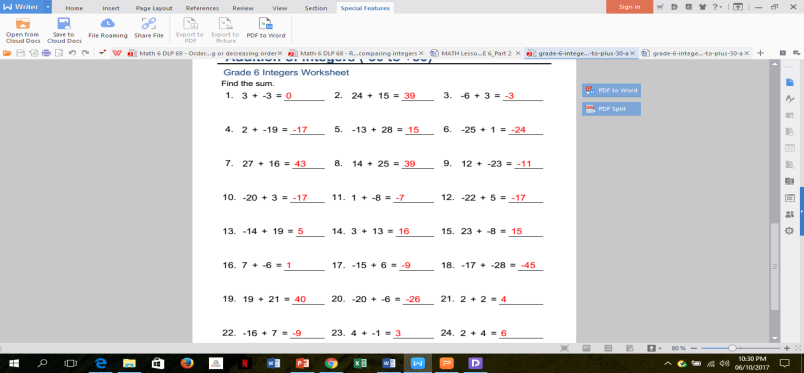 Writer
Home Insert Page Layout References Review View Section Special Features
Sign in
Open from Cloud Docs
Save to Cloud Docs
File Roaming
Share File
Export to PDF
Export to Picture
PDF to Word
Math 6 DLP 69 - Order...g or decreasing order
Math 6 DLP 68 - R...comparing integers
MATH Lesso...E 6_Part 2
grade-6-intege...-to-plus-30-a
grade-6-intege...-to-plus-30-a
Grade 6 Integers Worksheet
Find the sum.
1. 3 + -3 = 0 2. 24 + 15 = 39 3. -6 + 3 = -3
4. 2 + -19 = -17 5. -13 + 28 = 15 6. -25 + 1 = -24
7. 27 + 16 = 43 8. 14 + 25 = 39 9. 12 + -23 = -11
10. -20 + 3 = -17 11. 1 + -8 = -7 12. -22 + 5 = -17
13. -14 + 19 = 5 14. 3 + 13 = 16 15. 23 + -8 = 15
16. 7 + -6 = 1 17. -15 + 6 = -9 18. -17 + -28 = -45
19. 19 + 21 = 40 20. -20 + -6 = -26 21. 2 + 2 = 4
22. -16 + 7 = -9 23. 4 + -1 = 3 24. 2 + 4 = 6
PDF to Word
PDF Split
80 %
10:30 PM
06/10/2017